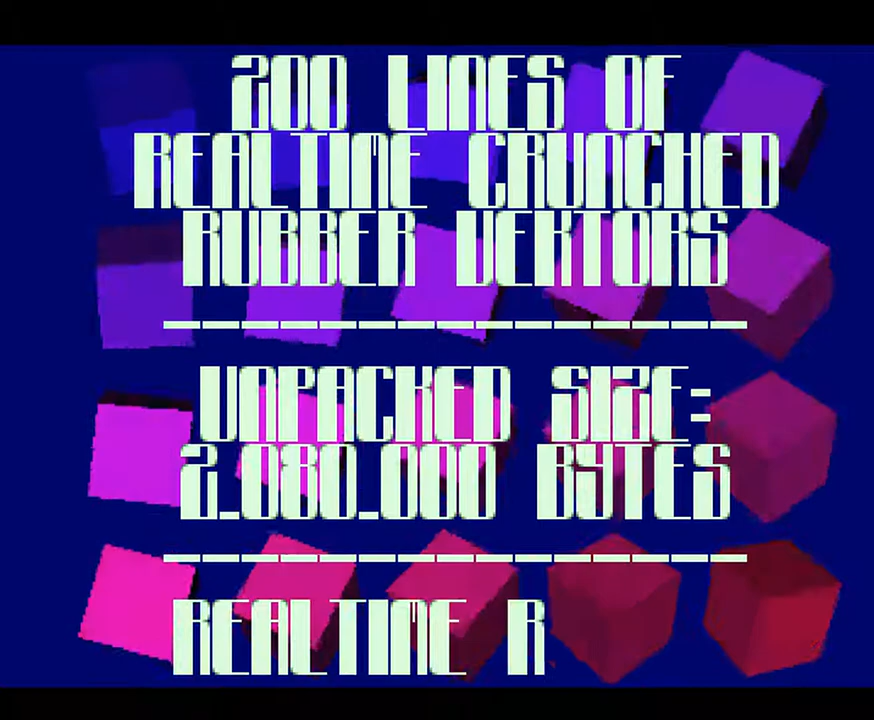 200 LINES OF
REALTIME CRUNCHED
RUBBER VEKTORS
---------------
UNPACKED SIZE:
2.080.000 BYTES
---------------
REALTIME R